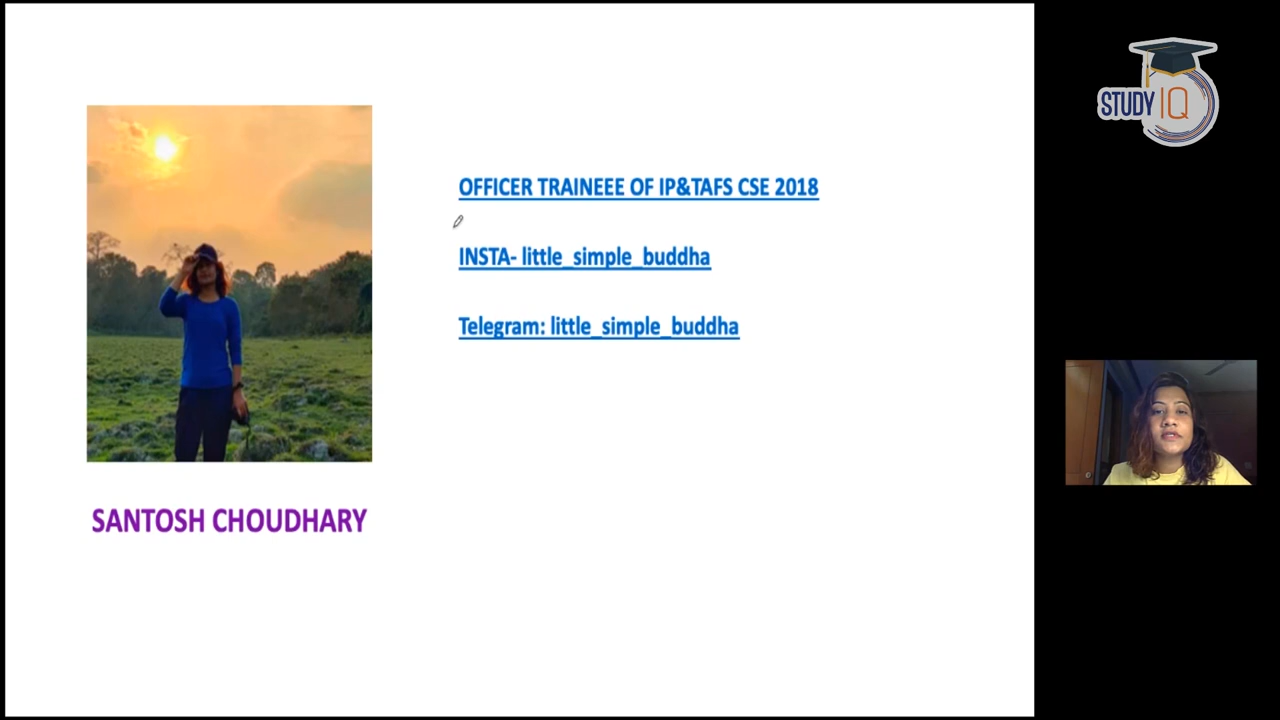 OFFICER TRAINEEE OF IP&TAFS CSE 2018
INSTA- little_simple_buddha
Telegram: little_simple_buddha
SANTOSH CHOUDHARY
STUDY IQ